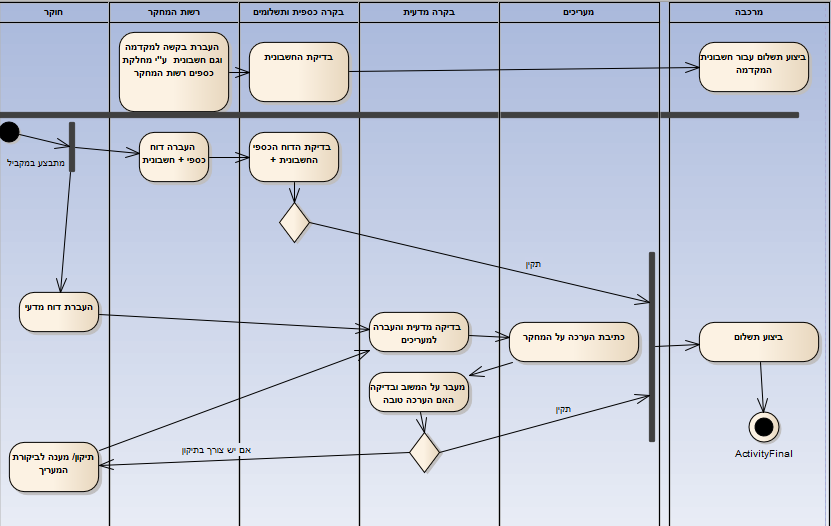 חוקר
רשות המחקר
בקרה כספית ותשלומים
בקרה מדעית
מעריכים
מרכבה
העברת בקשה למקדמה
וגם חשבונית ע"י מחלקת
כספים רשות המחקר
בדיקת החשבונית
ביצוע תשלום עבור חשבונית
המקדמה
מתבצע במקביל
העברה דוח
כספי + חשבונית
בדיקת הדוח הכספי
+ החשבונית
תקין
העברת דוח מדעי
בדיקה מדעית והעברה
למעריכים
כתיבת הערכה על המחקר
ביצוע תשלום
מעבר על המשוב ובדיקה
האם הערכה טובה
תקין
אם יש צורך בתיקון
תיקון/ מענה לביקורת
המעריך
ActivityFinal